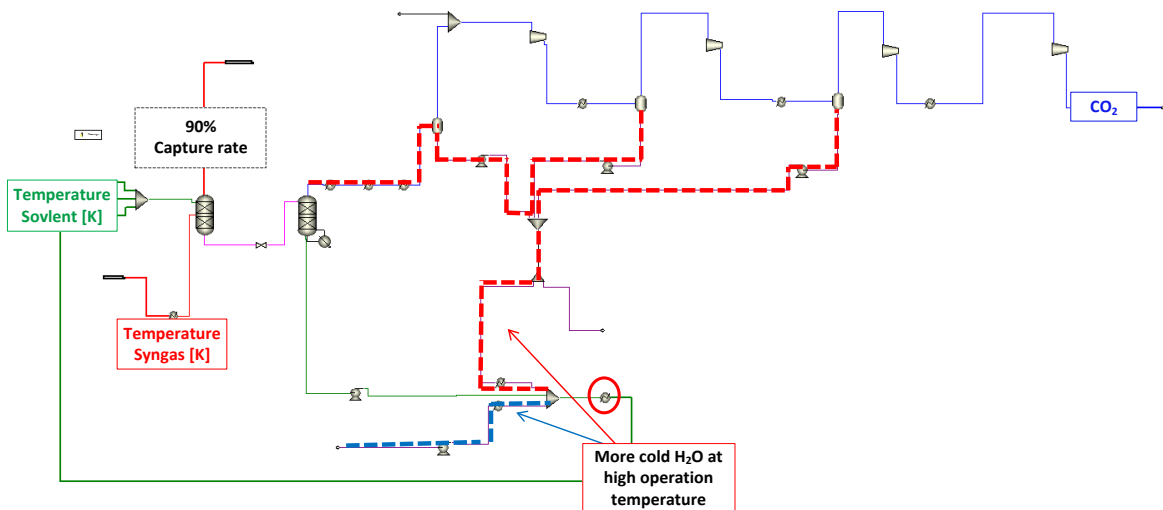 90%
Capture rate
CO₂
Temperature
Sovlent [K]
Temperature
Syngas [K]
More cold H₂O at
high operation
temperature